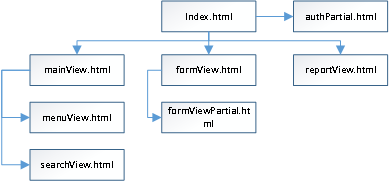 Index.html
authPartial.html
mainView.html
formView.html
reportView.html
menuView.html
formViewPartial.ht
ml
searchView.html